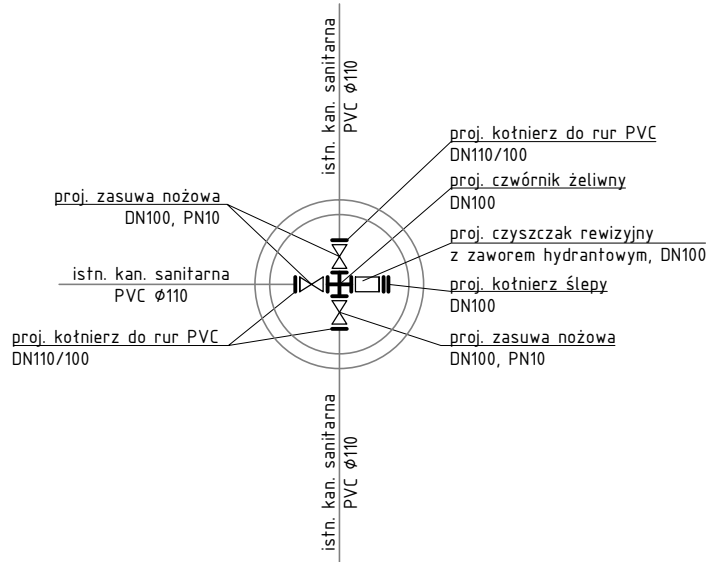 istn. kan. sanitarna
PVC ϕ110
proj. kołnierz do rur PVC
DN110/100
proj. czwórnik żeliwny
DN100
proj. zasuwa nożowa
DN100, PN10
proj. czyszczak rewizyjny
z zaworem hydrantowym, DN100
istn. kan. sanitarna
PVC ϕ110
proj. kołnierz ślepy
DN100
proj. kołnierz do rur PVC
DN110/100
proj. zasuwa nożowa
DN100, PN10
istn. kan. sanitarna
PVC ϕ110